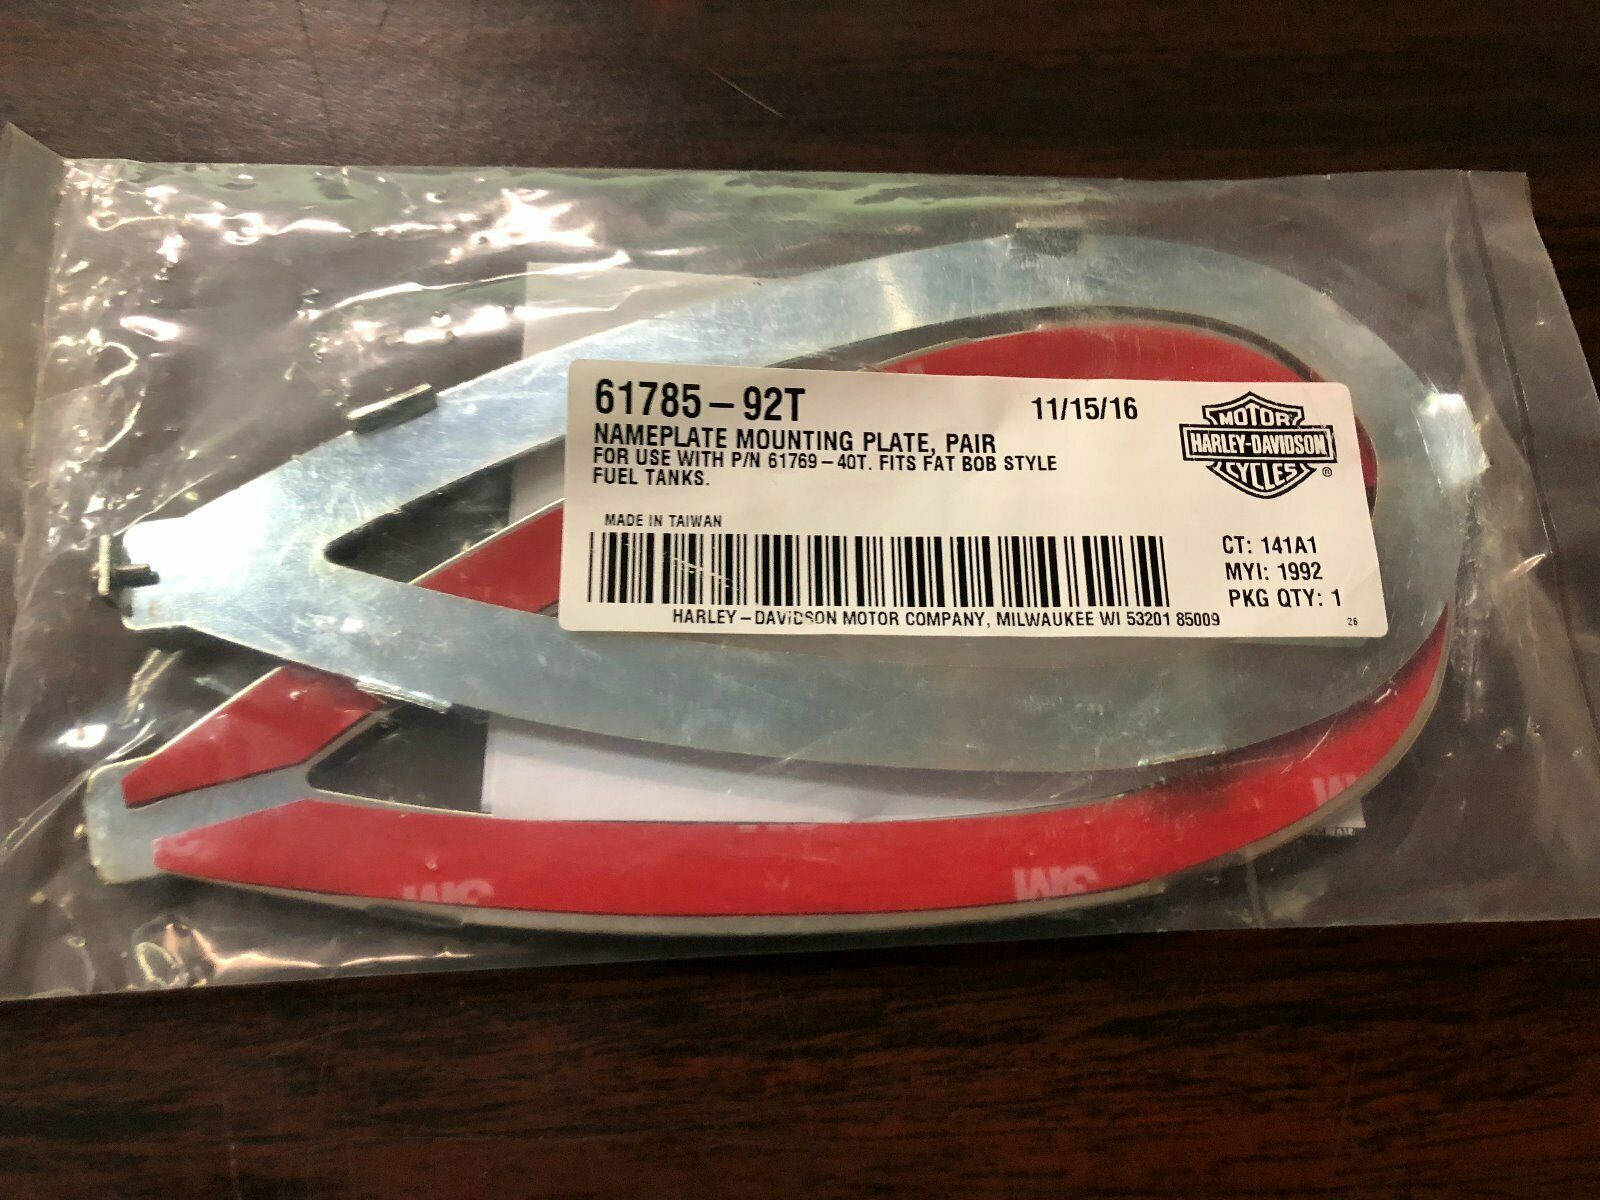 61785-92T
11/15/16
NAMEPLATE MOUNTING PLATE, PAIR
FOR USE WITH P/N 61769-40T. FITS FAT BOB STYLE
FUEL TANKS.
MOTOR
HARLEY-DAVIDSON
CYCLES
®
MADE IN TAIWAN
CT: 141A1
MYI: 1992
PKG QTY: 1
HARLEY-DAVIDSON MOTOR COMPANY, MILWAUKEE WI 53201 85009
26
3M
3M